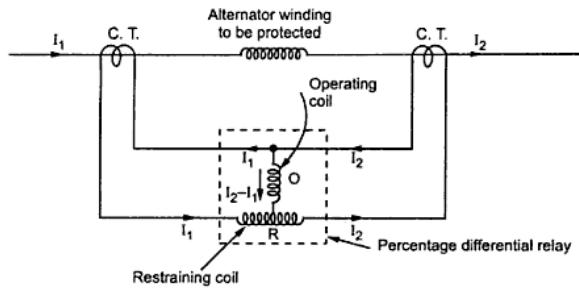 Alternator winding
to be protected
C. T.
C. T.
I1
I2
Operating
coil
I1
I2
I2–I1
O
I1
R
I2
Percentage differential relay
Restraining coil